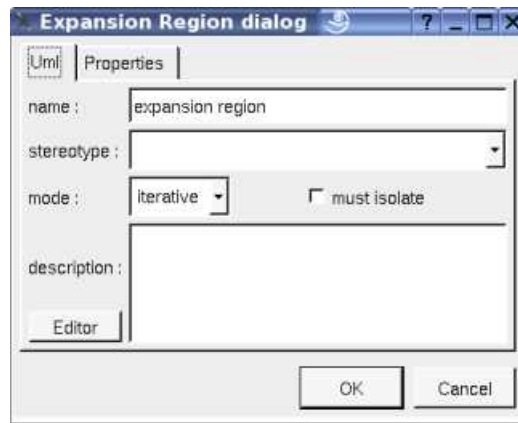 Expansion Region dialog ? _ □ X
Uml Properties
name : expansion region
stereotype :
mode : iterative must isolate
description :
Editor
OK Cancel